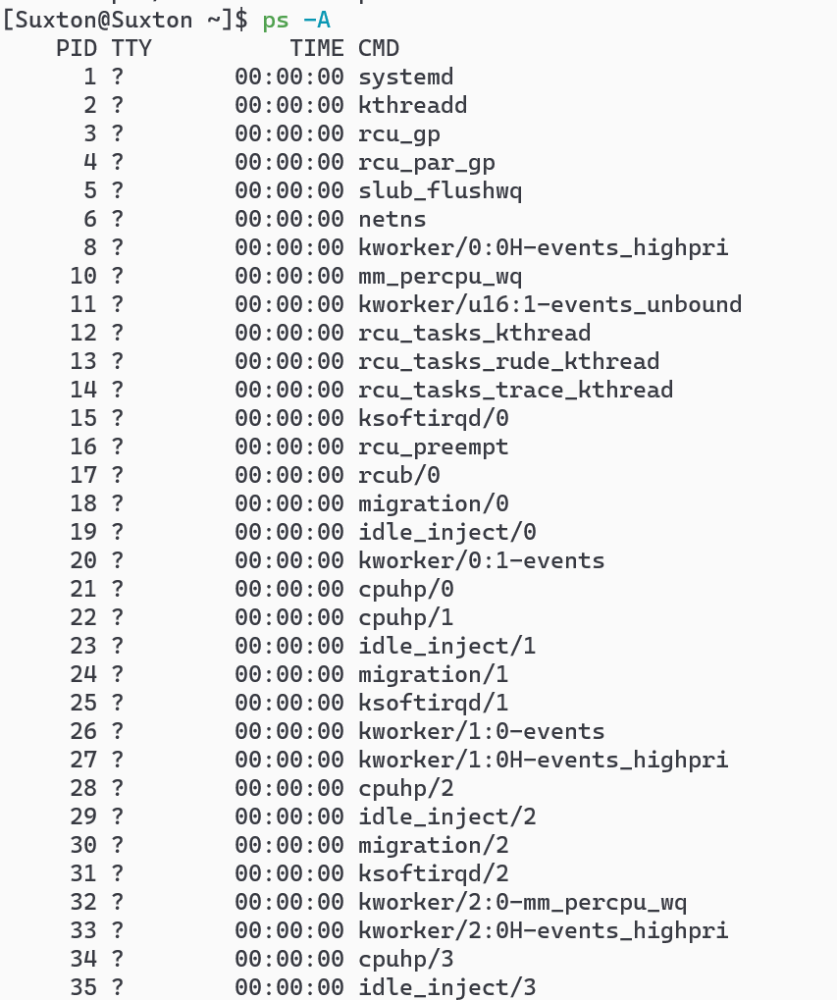 [Suxton@Suxton ~]$ ps -A
    PID TTY          TIME CMD
      1 ?        00:00:00 systemd
      2 ?        00:00:00 kthreadd
      3 ?        00:00:00 rcu_gp
      4 ?        00:00:00 rcu_par_gp
      5 ?        00:00:00 slub_flushwq
      6 ?        00:00:00 netns
      8 ?        00:00:00 kworker/0:0H-events_highpri
     10 ?        00:00:00 mm_percpu_wq
     11 ?        00:00:00 kworker/u16:1-events_unbound
     12 ?        00:00:00 rcu_tasks_kthread
     13 ?        00:00:00 rcu_tasks_rude_kthread
     14 ?        00:00:00 rcu_tasks_trace_kthread
     15 ?        00:00:00 ksoftirqd/0
     16 ?        00:00:00 rcu_preempt
     17 ?        00:00:00 rcub/0
     18 ?        00:00:00 migration/0
     19 ?        00:00:00 idle_inject/0
     20 ?        00:00:00 kworker/0:1-events
     21 ?        00:00:00 cpuhp/0
     22 ?        00:00:00 cpuhp/1
     23 ?        00:00:00 idle_inject/1
     24 ?        00:00:00 migration/1
     25 ?        00:00:00 ksoftirqd/1
     26 ?        00:00:00 kworker/1:0-events
     27 ?        00:00:00 kworker/1:0H-events_highpri
     28 ?        00:00:00 cpuhp/2
     29 ?        00:00:00 idle_inject/2
     30 ?        00:00:00 migration/2
     31 ?        00:00:00 ksoftirqd/2
     32 ?        00:00:00 kworker/2:0-mm_percpu_wq
     33 ?        00:00:00 kworker/2:0H-events_highpri
     34 ?        00:00:00 cpuhp/3
     35 ?        00:00:00 idle_inject/3